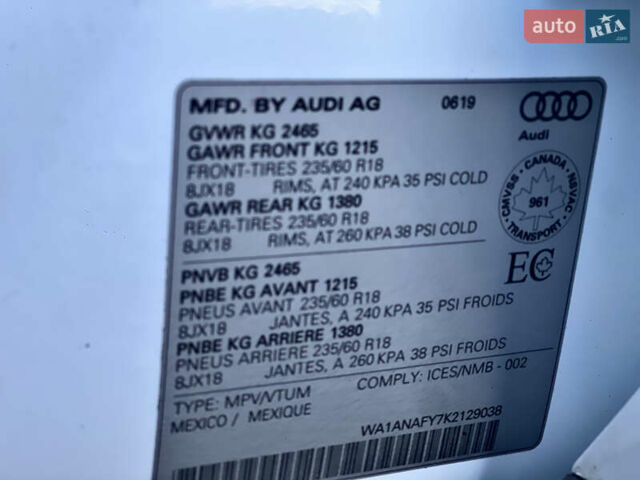 auto RIA .com
MFD. BY AUDI AG 0619
Audi
GVWR KG 2465
GAWR FRONT KG 1215
FRONT-TIRES 235/60 R18
8JX18 RIMS, AT 240 KPA 35 PSI COLD
GAWR REAR KG 1380
REAR-TIRES 235/60 R18
8JX18 RIMS, AT 260 KPA 38 PSI COLD
CMVSS - CANADA - NSVAC
961
TRANSPORT
EC
PNVB KG 2465
PNBE KG AVANT 1215
PNEUS AVANT 235/60 R18
8JX18 JANTES, A 240 KPA 35 PSI FROIDS
PNBE KG ARRIERE 1380
PNEUS ARRIERE 235/60 R18
8JX18 JANTES, A 260 KPA 38 PSI FROIDS
TYPE: MPV/VTUM COMPLY: ICES/NMB - 002
MEXICO / MEXIQUE
WA1ANAFY7K2129038